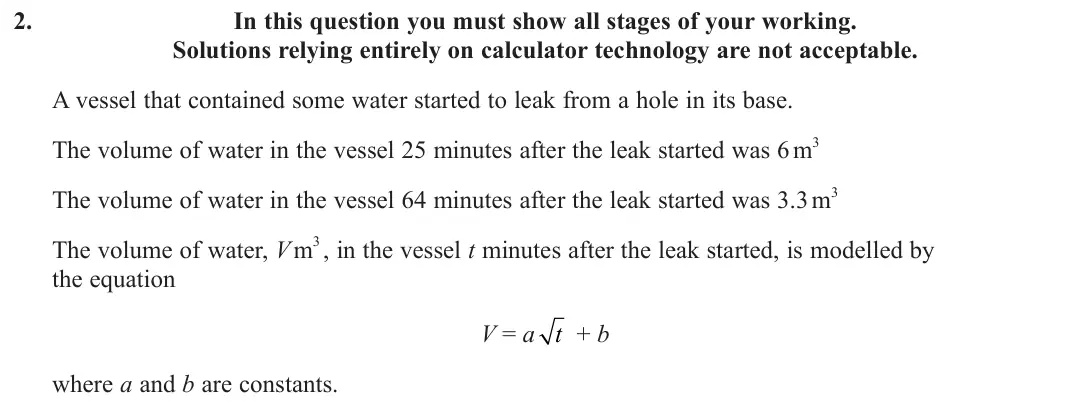 2. In this question you must show all stages of your working.
Solutions relying entirely on calculator technology are not acceptable.
A vessel that contained some water started to leak from a hole in its base.
The volume of water in the vessel 25 minutes after the leak started was 6 m³
The volume of water in the vessel 64 minutes after the leak started was 3.3 m³
The volume of water, V m³, in the vessel t minutes after the leak started, is modelled by
the equation
V = a√t + b
where a and b are constants.